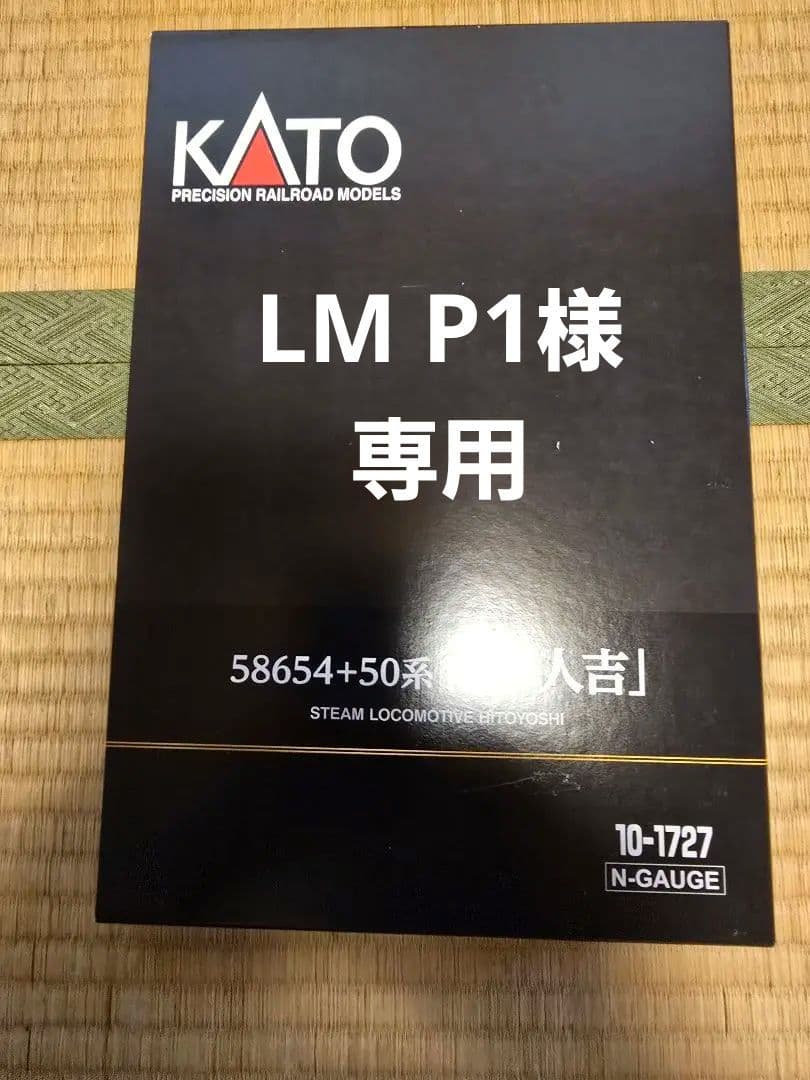 KATO
PRECISION RAILROAD MODELS
LM P1様
専用
58654+50系 人吉」
STEAM LOCOMOTIVE HITOYOSHI
10-1727
N-GAUGE